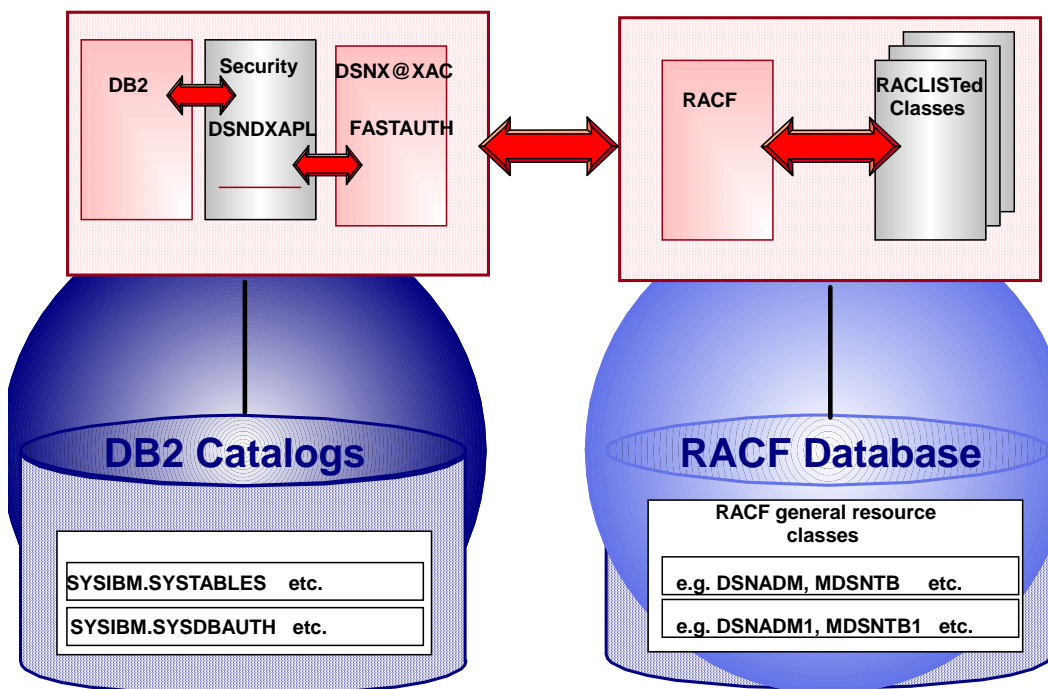 DB2
Security
DSNDXAPL
DSNX@XAC
FASTAUTH
RACF
RACLISTed
Classes
DB2 Catalogs
SYSIBM.SYSTABLES etc.
SYSIBM.SYSDBAUTH etc.
RACF Database
RACF general resource
classes
e.g. DSNADM, MDSNTB etc.
e.g. DSNADM1, MDSNTB1 etc.